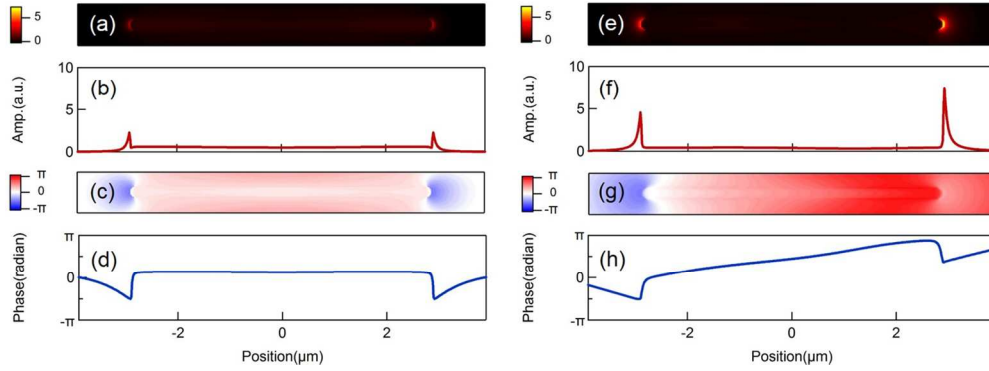 5
0
(a)
10
5
0
Amp.(a.u.)
(b)
π
0
-π
(c)
π
0
-π
Phase(radian)
(d)
-2
0
2
Position(μm)
5
0
(e)
10
5
0
Amp.(a.u.)
(f)
π
0
-π
(g)
π
0
-π
Phase(radian)
(h)
-2
0
2
Position(μm)